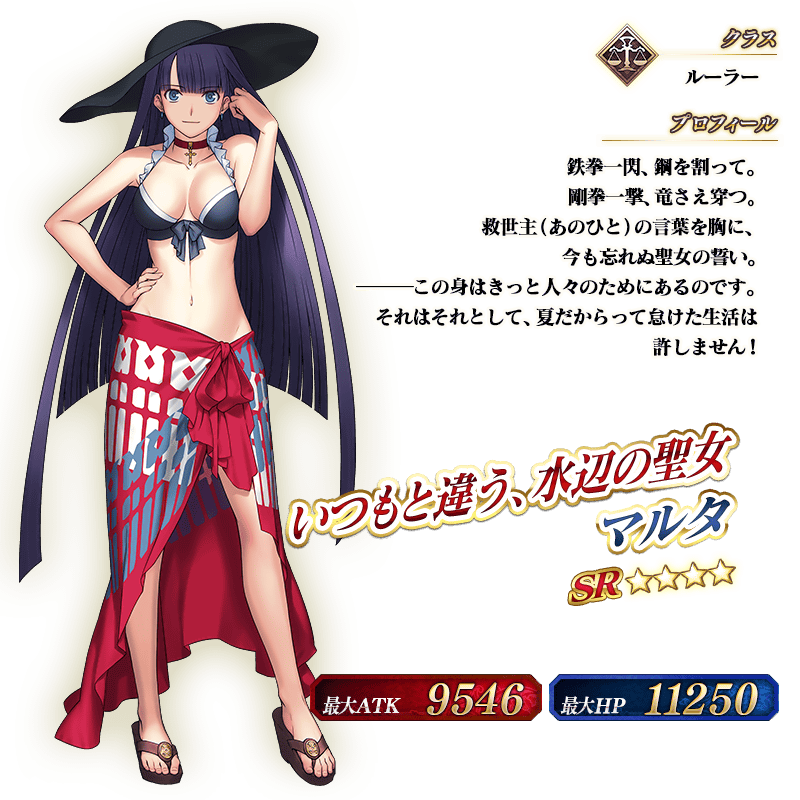 クラス
ルーラー
プロフィール
鉄拳一閃、鋼を割って。
剛拳一撃、竜さえ穿つ。
救世主(あのひと)の言葉を胸に、
今も忘れぬ聖女の誓い。
―――この身はきっと人々のためにあるのです。
それはそれとして、夏だからって怠けた生活は
許しません!
いつもと違う、水辺の聖女
マルタ
SR
最大ATK 9546
最大HP 11250